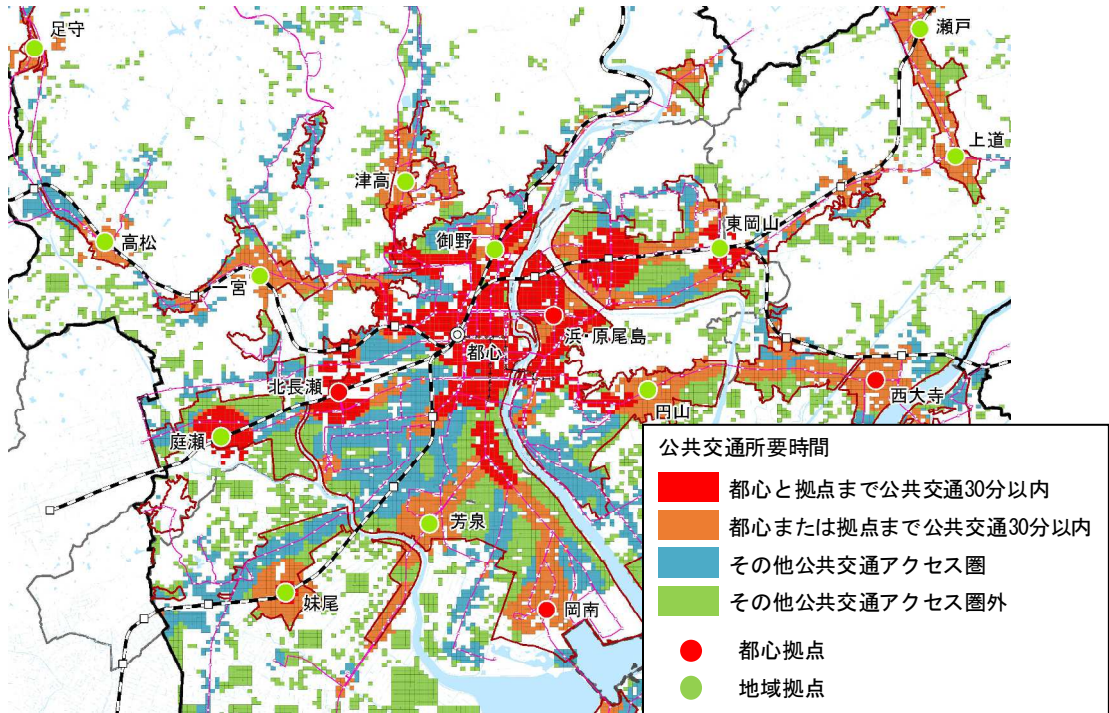 足守
瀬戸
上道
津高
東岡山
御野
高松
一宮
浜・原尾島
都心
北長瀬
西大寺
円山
庭瀬
芳泉
妹尾
岡南
公共交通所要時間
都心と拠点まで公共交通30分以内
都心または拠点まで公共交通30分以内
その他公共交通アクセス圏
その他公共交通アクセス圏外
都心拠点
地域拠点